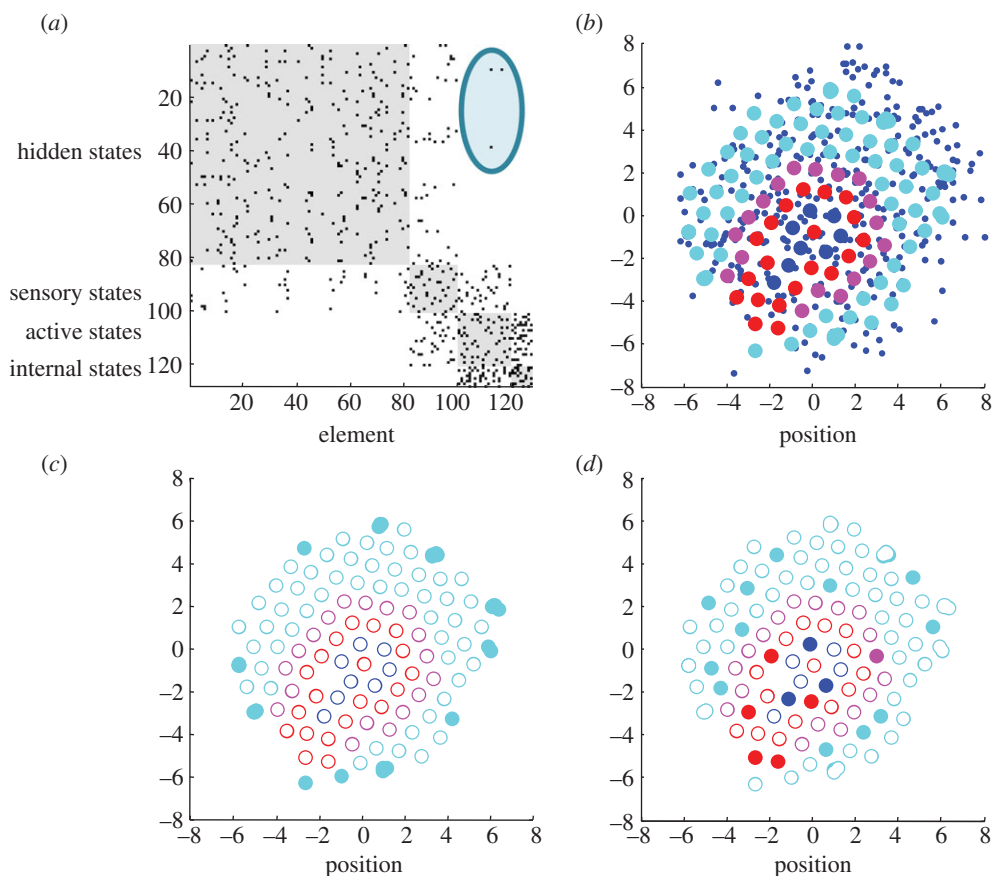 (a)
20
hidden states 40
60
80
sensory states
100
active states
internal states 120
20 40 60 80 100 120
element
(b)
8
6
4
2
0
−2
−4
−6
−8
−8 −6 −4 −2 0 2 4 6 8
position
(c)
8
6
4
2
0
−2
−4
−6
−8
−8 −6 −4 −2 0 2 4 6 8
position
(d)
8
6
4
2
0
−2
−4
−6
−8
−8 −6 −4 −2 0 2 4 6 8
position